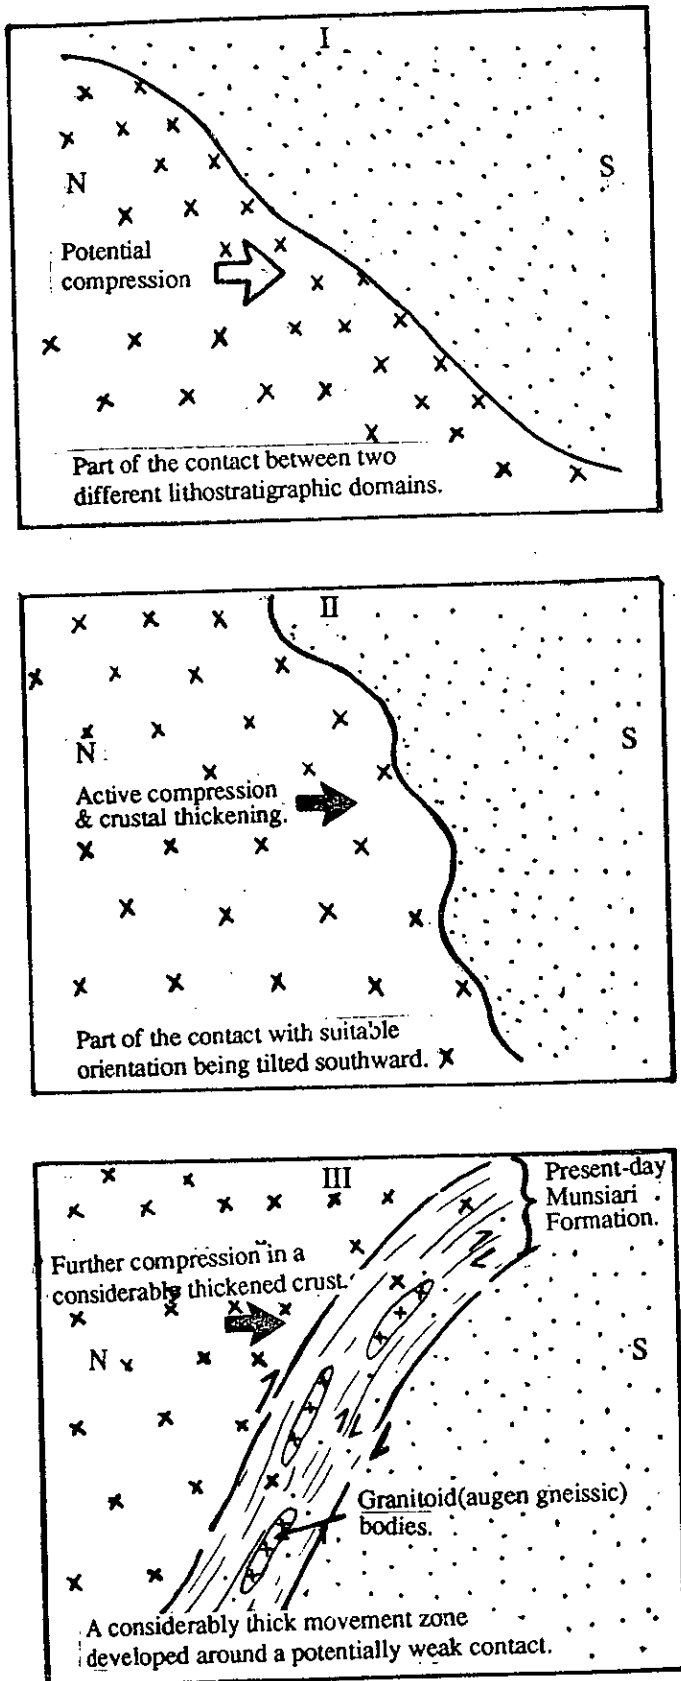 I
N
S
Potential
compression
Part of the contact between two
different lithostratigraphic domains.
II
N
S
Active compression
& crustal thickening.
Part of the contact with suitable
orientation being tilted southward.
III
Present-day
Munsiari
Formation.
Further compression in a
considerably thickened crust.
N
S
Granitoid(augen gneissic)
bodies.
A considerably thick movement zone
developed around a potentially weak contact.